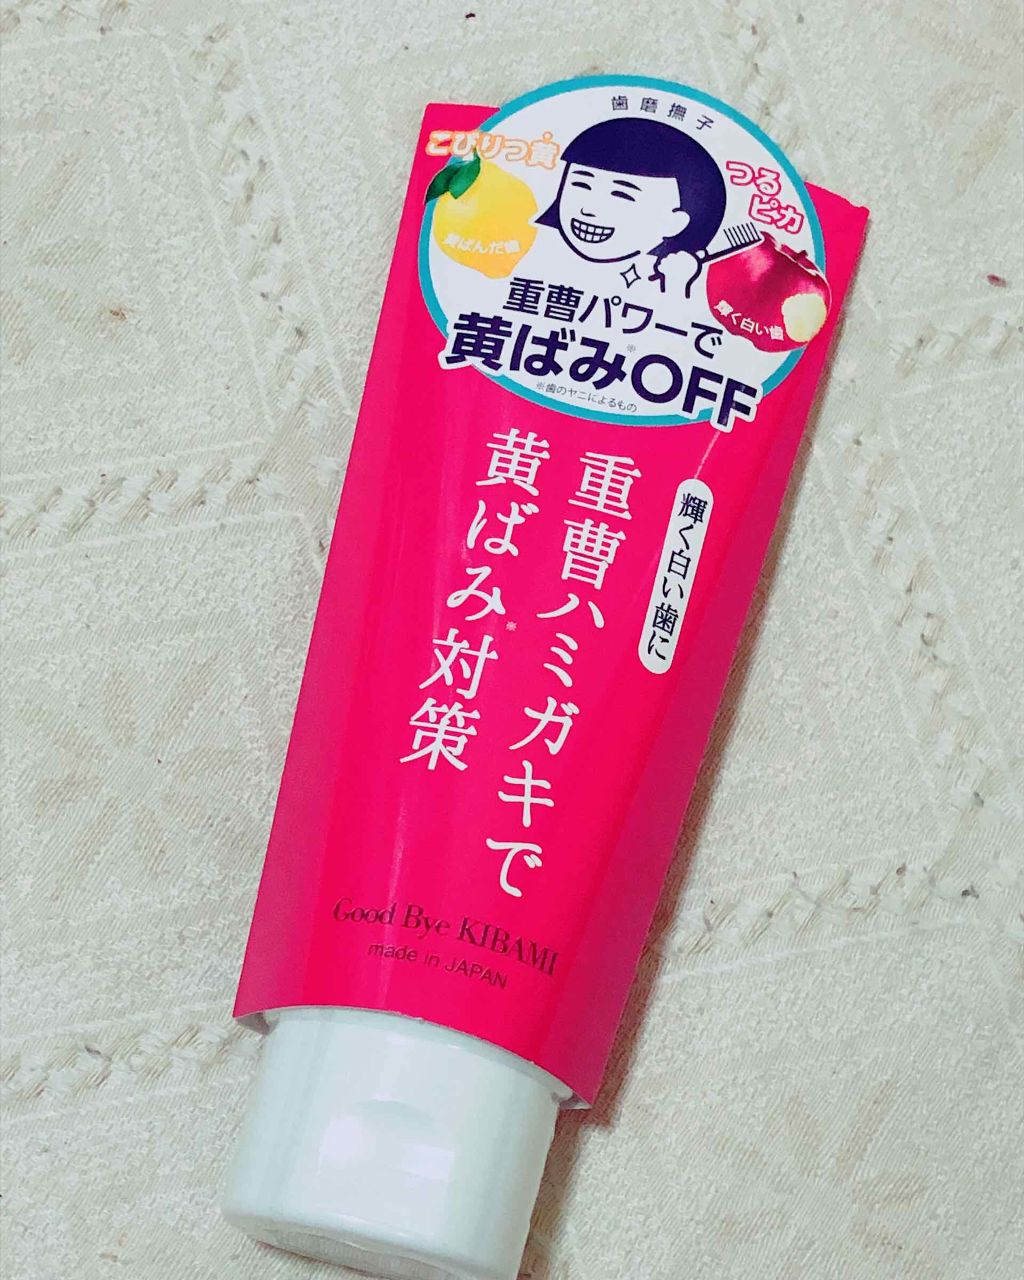 歯磨撫子
こびりつ黄
つる
ピカ
黄ばんだ歯
輝く白い歯
重曹パワーで
黄ばみ※OFF
※歯のヤニによるもの
輝く白い歯に
重曹ハミガキで
黄ばみ※対策
Good Bye KIBAMI
made in JAPAN